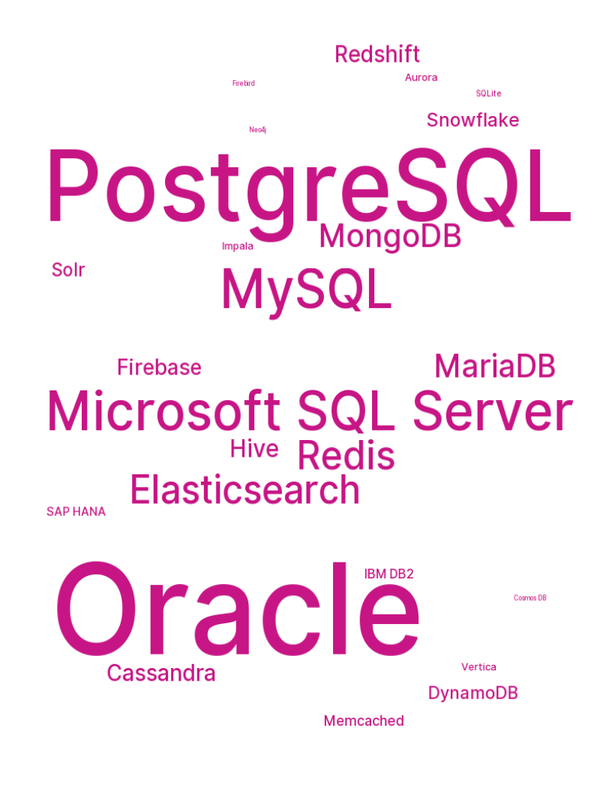 Redshift
Aurora
Firebird
SQLite
Snowflake
Neo4j
PostgreSQL
MongoDB
Impala
Solr
MySQL
Firebase
MariaDB
Microsoft SQL Server
Hive
Redis
Elasticsearch
SAP HANA
Oracle
IBM DB2
Cosmos DB
Cassandra
Vertica
DynamoDB
Memcached